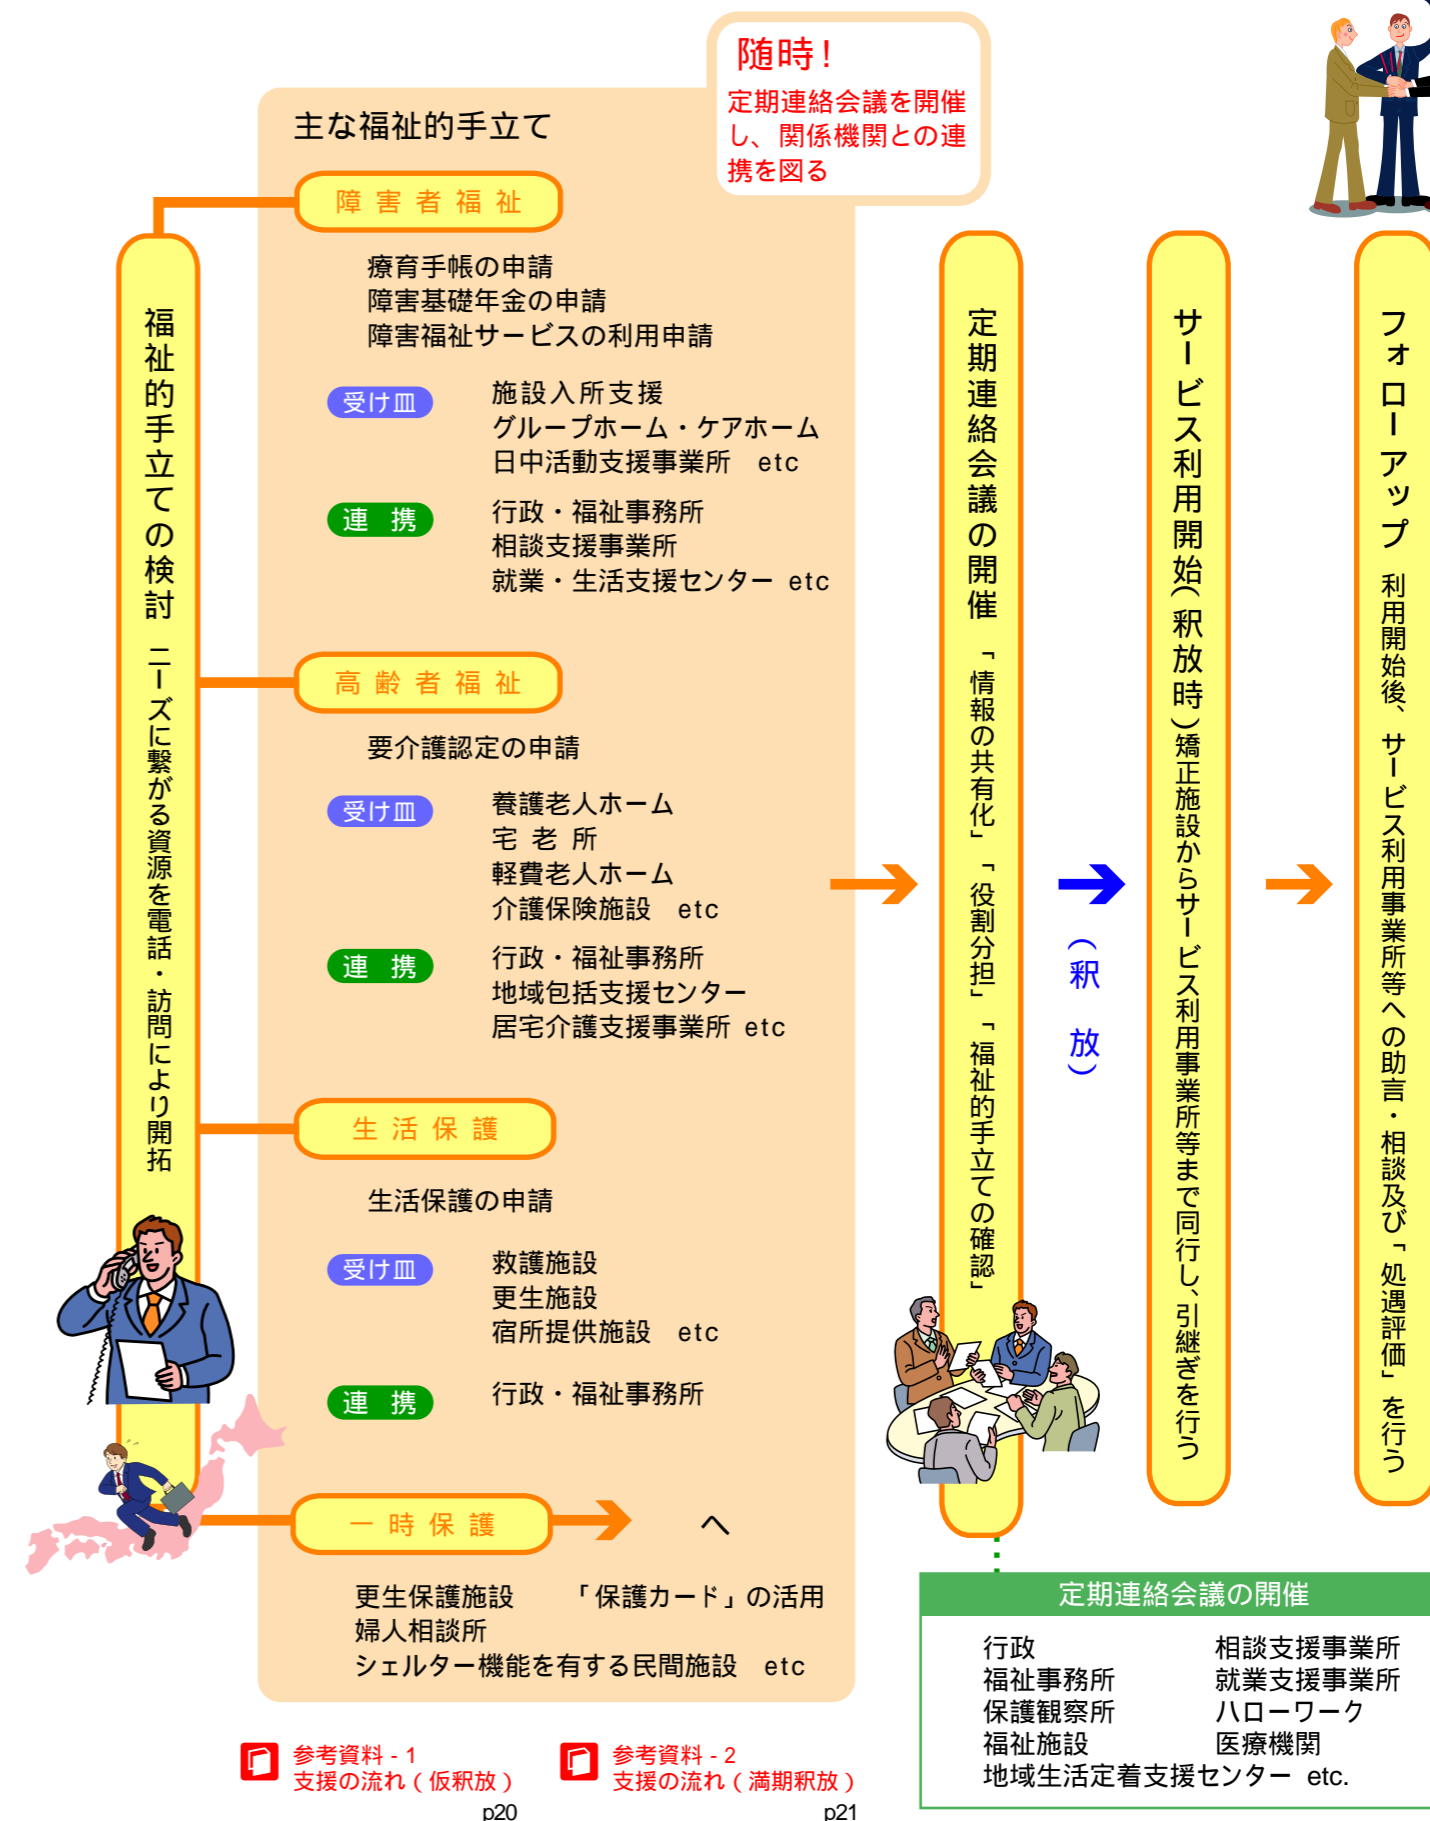 随時！
定期連絡会議を開催
し、関係機関との連
携を図る
主な福祉的手立て
福祉的手立ての検討 ニーズに繋がる資源を電話・訪問により開拓
障害者福祉
療育手帳の申請
障害基礎年金の申請
障害福祉サービスの利用申請
受け皿
施設入所支援
グループホーム・ケアホーム
日中活動支援事業所 etc
連 携
行政・福祉事務所
相談支援事業所
就業・生活支援センター etc
高齢者福祉
要介護認定の申請
受け皿
養護老人ホーム
宅 老 所
軽費老人ホーム
介護保険施設 etc
連 携
行政・福祉事務所
地域包括支援センター
居宅介護支援事業所 etc
生活保護
生活保護の申請
受け皿
救護施設
更生施設
宿所提供施設 etc
連 携
行政・福祉事務所
一時保護
へ
更生保護施設 「保護カード」の活用
婦人相談所
シェルター機能を有する民間施設 etc
定期連絡会議の開催 「情報の共有化」「役割分担」「福祉的手立ての確認」
（釈 放）
サービス利用開始（釈放時）矯正施設からサービス利用事業所等まで同行し、引継ぎを行う
フォローアップ 利用開始後、サービス利用事業所等への助言・相談及び「処遇評価」を行う
定期連絡会議の開催
行政 相談支援事業所
福祉事務所 就業支援事業所
保護観察所 ハローワーク
福祉施設 医療機関
地域生活定着支援センター etc.
参考資料 - 1
支援の流れ（仮釈放）
p20
参考資料 - 2
支援の流れ（満期釈放）
p21